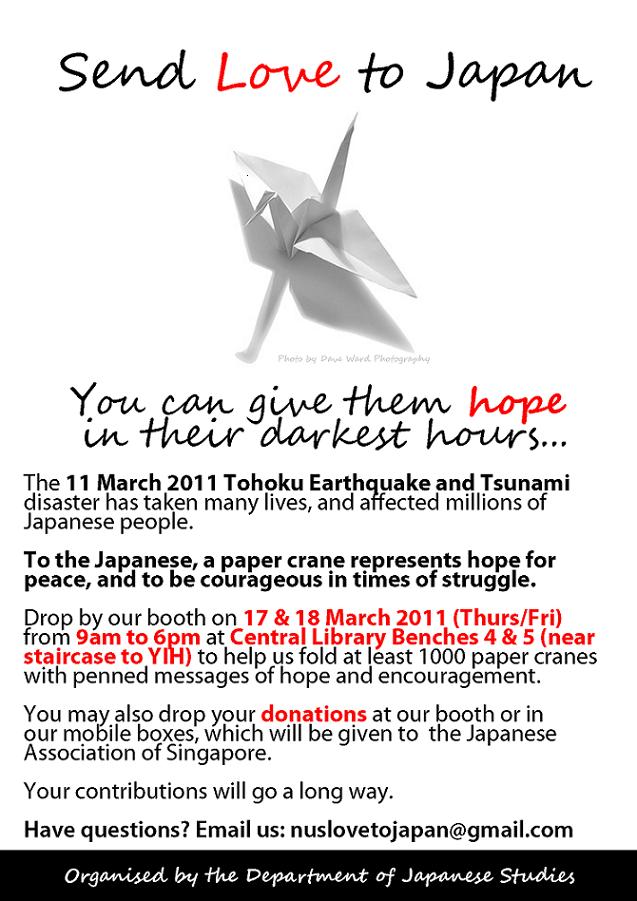 Send Love to Japan
Photo by Dave Ward Photography
You can give them hope
in their darkest hours...
The 11 March 2011 Tohoku Earthquake and Tsunami
disaster has taken many lives, and affected millions of
Japanese people.
To the Japanese, a paper crane represents hope for
peace, and to be courageous in times of struggle.
Drop by our booth on 17 & 18 March 2011 (Thurs/Fri)
from 9am to 6pm at Central Library Benches 4 & 5 (near
staircase to YIH) to help us fold at least 1000 paper cranes
with penned messages of hope and encouragement.
You may also drop your donations at our booth or in
our mobile boxes, which will be given to the Japanese
Association of Singapore.
Your contributions will go a long way.
Have questions? Email us: nuslovetojapan@gmail.com
Organised by the Department of Japanese Studies